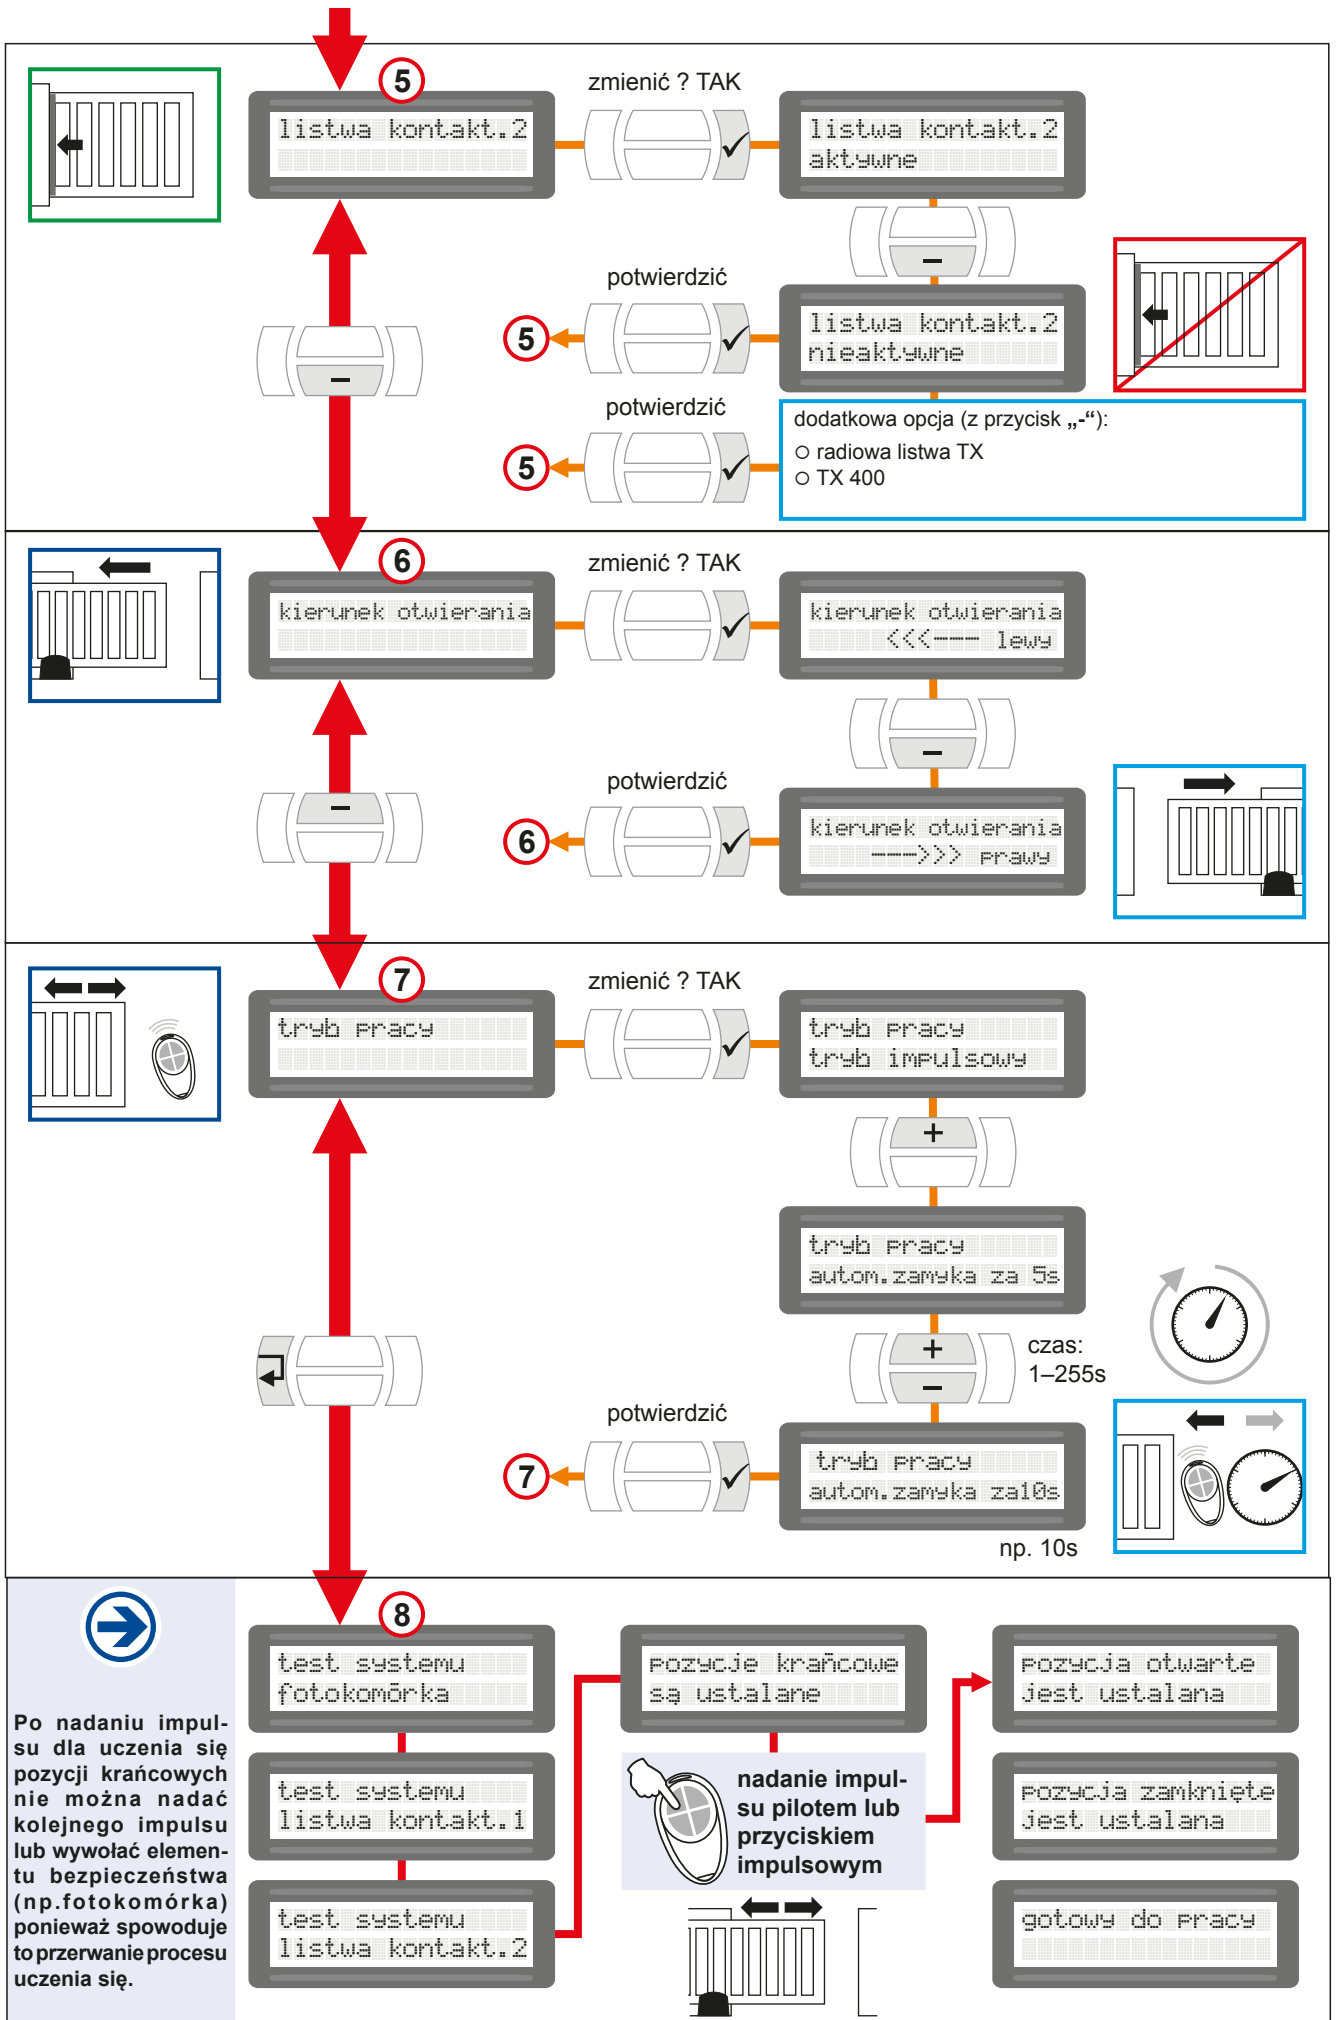 5
zmienić ? TAK
listwa kontakt.2
listwa kontakt.2
aktywne
–
potwierdzić
5
listwa kontakt.2
nieaktywne
–
potwierdzić
5
dodatkowa opcja (z przycisk „-“):
radiowa listwa TX
TX 400
6
zmienić ? TAK
kierunek otwierania
kierunek otwierania
<<<--- lewy
–
–
potwierdzić
6
kierunek otwierania
--->>> prawy
7
zmienić ? TAK
tryb pracy
tryb pracy
tryb impulsowy
+
tryb pracy
autom.zamyka za 5s
+
–
czas:
1–255s
potwierdzić
7
tryb pracy
autom.zamyka za10s
np. 10s
Po nadaniu impul-
su dla uczenia się
pozycji krańcowych
nie można nadać
kolejnego impulsu
lub wywołać elemen-
tu bezpieczeństwa
(np.fotokomórka)
ponieważ spowoduje
to przerwanie procesu
uczenia się.
8
test systemu
fotokomōrka
test systemu
listwa kontakt.1
test systemu
listwa kontakt.2
pozycje krańcowe
są ustalane
nadanie impul-
su pilotem lub
przyciskiem
impulsowym
pozycja otwarte
jest ustalana
pozycja zamknięte
jest ustalana
gotowy do pracy